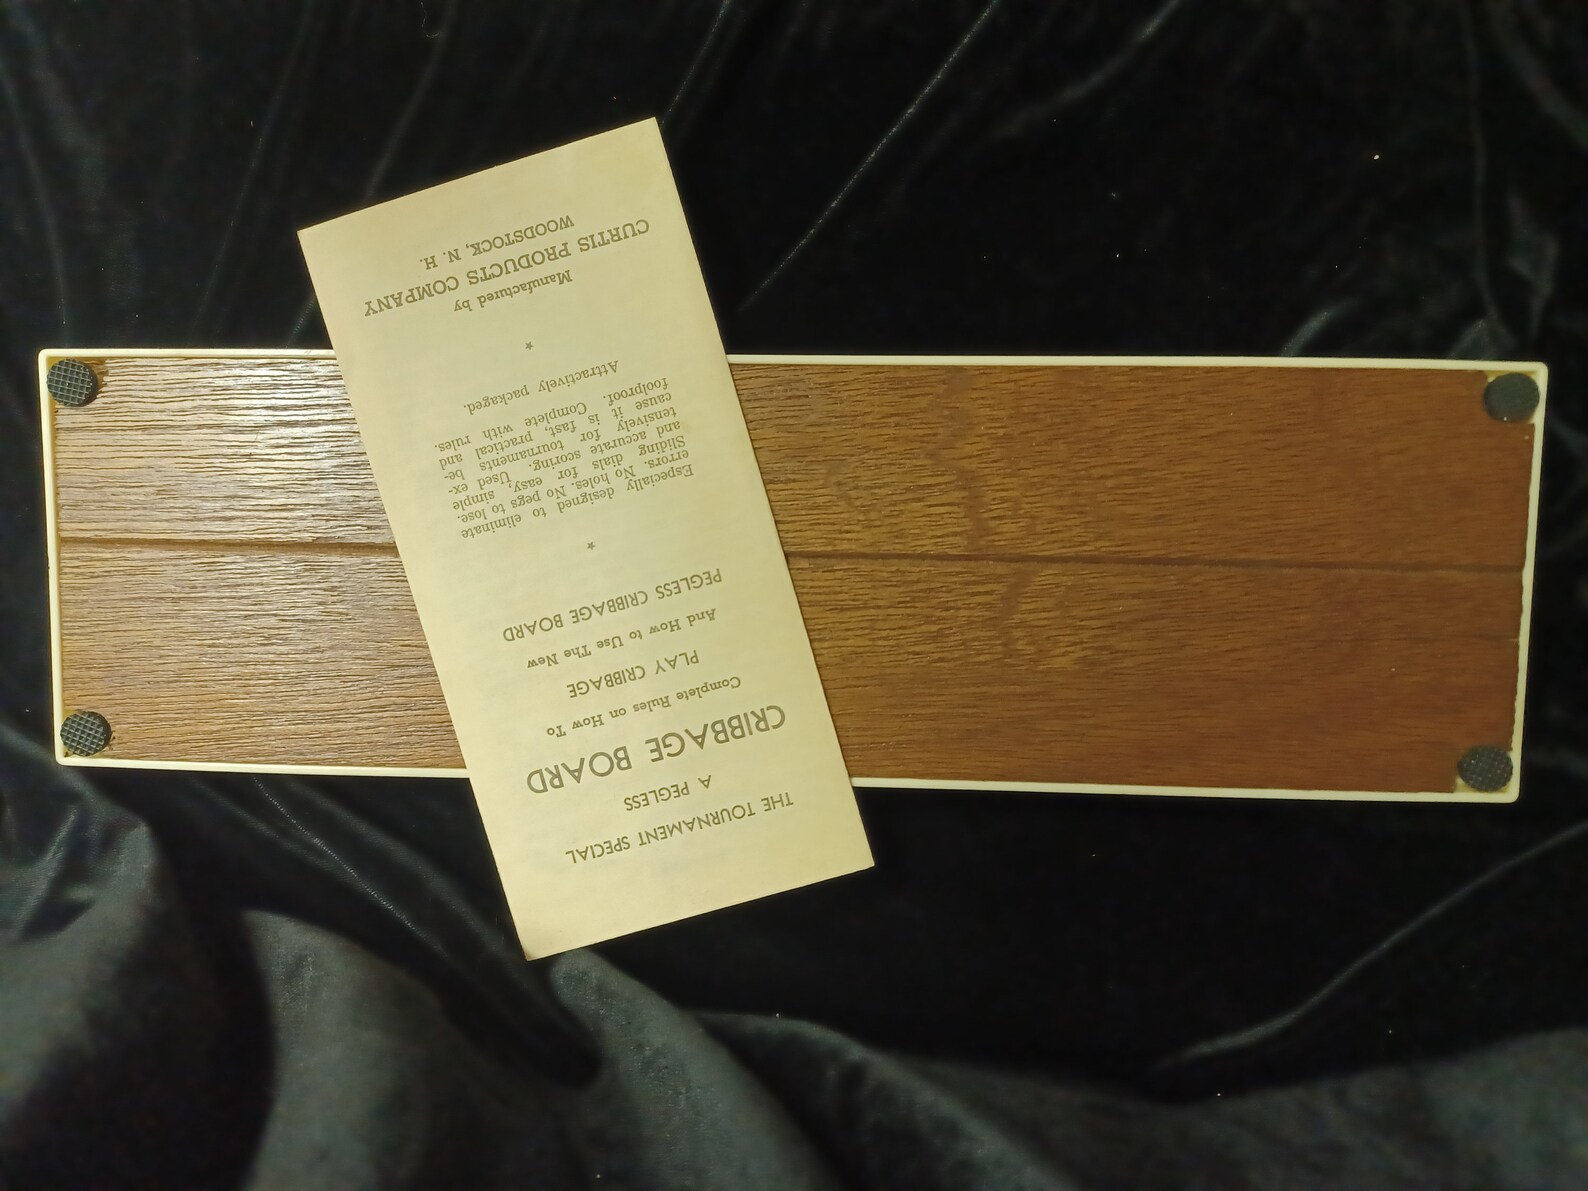 THE TOURNAMENT SPECIAL
A PEGLESS
CRIBBAGE BOARD
Complete Rules on How To
PLAY CRIBBAGE
And How to Use The New
PEGLESS CRIBBAGE BOARD
★
Especially designed to eliminate
errors. No holes. No pegs to lose.
Sliding dials for easy, simple
and accurate scoring. Used ex-
tensively for tournaments be-
cause it is fast, practical and
foolproof. Complete with rules.
Attractively packaged.
★
Manufactured by
CURTIS PRODUCTS COMPANY
WOODSTOCK, N. H.